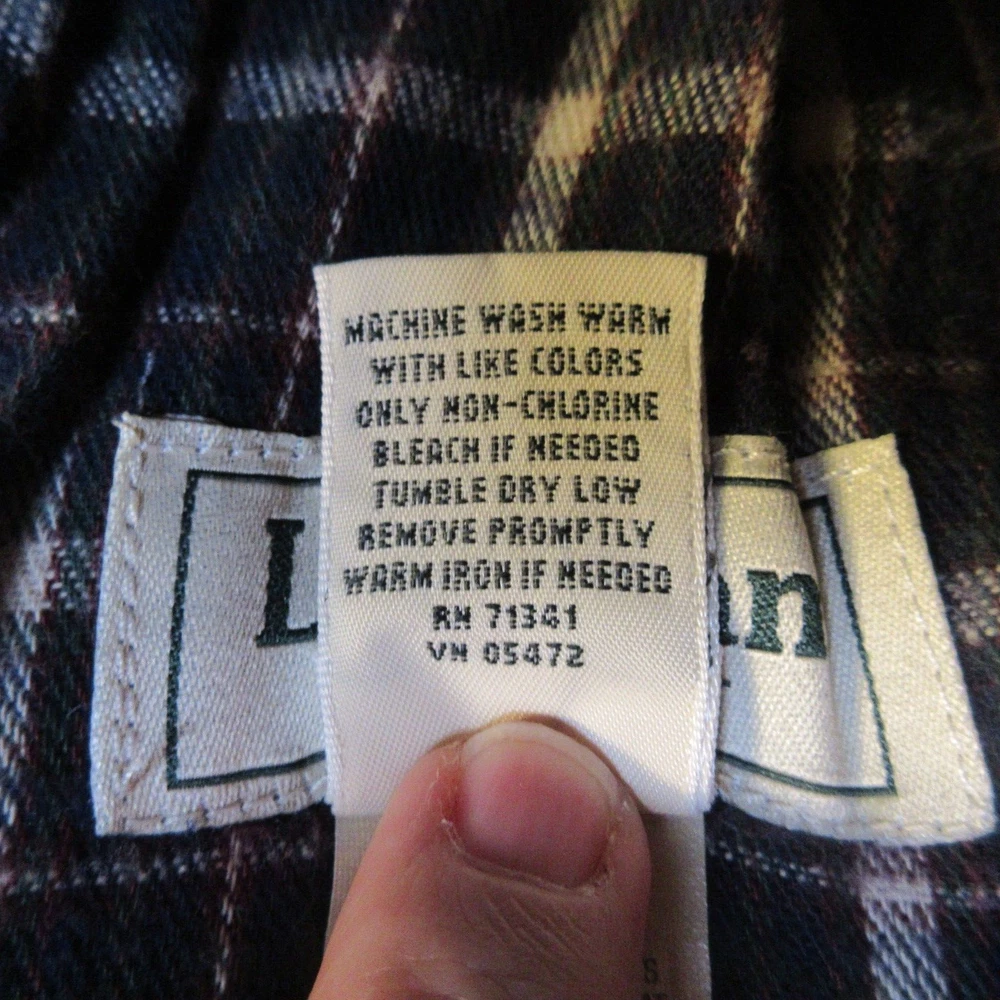 MACHINE WASH WARM
WITH LIKE COLORS
ONLY NON-CHLORINE
BLEACH IF NEEDED
TUMBLE DRY LOW
REMOVE PROMPTLY
WARM IRON IF NEEDED
RN 71341
VN 05472
L an
S